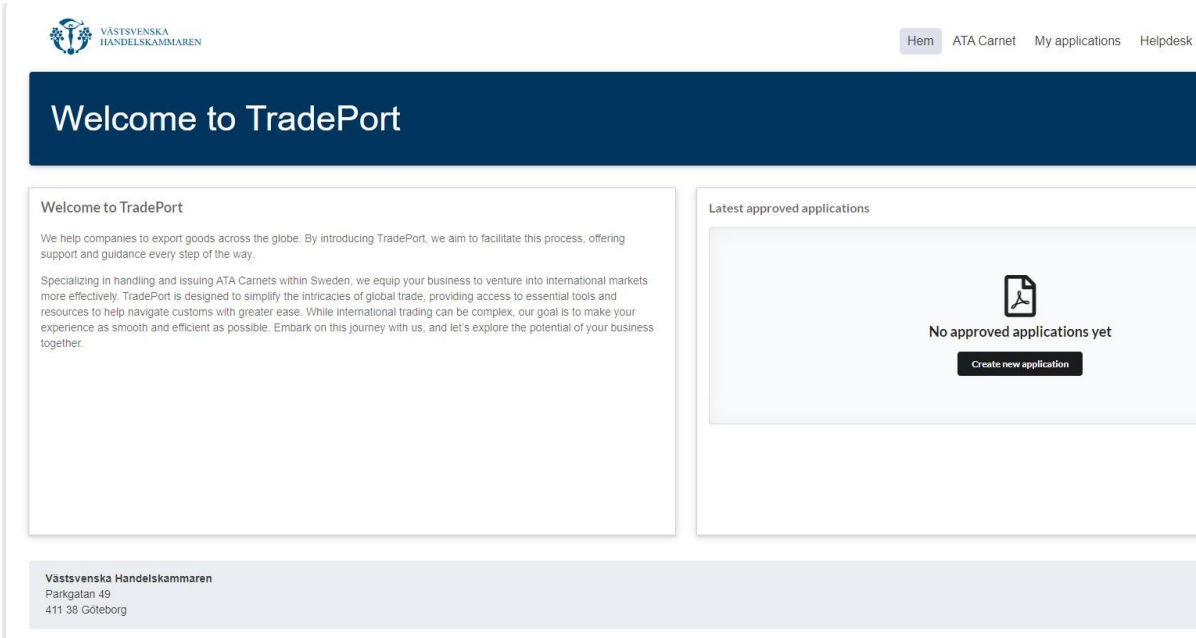 VÄSTSVENSKA
HANDELSKAMMAREN
Hem ATA Carnet My applications Helpdesk
Welcome to TradePort
Welcome to TradePort
We help companies to export goods across the globe. By introducing TradePort, we aim to facilitate this process, offering
support and guidance every step of the way.
Specializing in handling and issuing ATA Carnets within Sweden, we equip your business to venture into international markets
more effectively. TradePort is designed to simplify the intricacies of global trade, providing access to essential tools and
resources to help navigate customs with greater ease. While international trading can be complex, our goal is to make your
experience as smooth and efficient as possible. Embark on this journey with us, and let's explore the potential of your business
together.
Latest approved applications
No approved applications yet
Create new application
Västsvenska Handelskammaren
Parkgatan 49
411 38 Göteborg